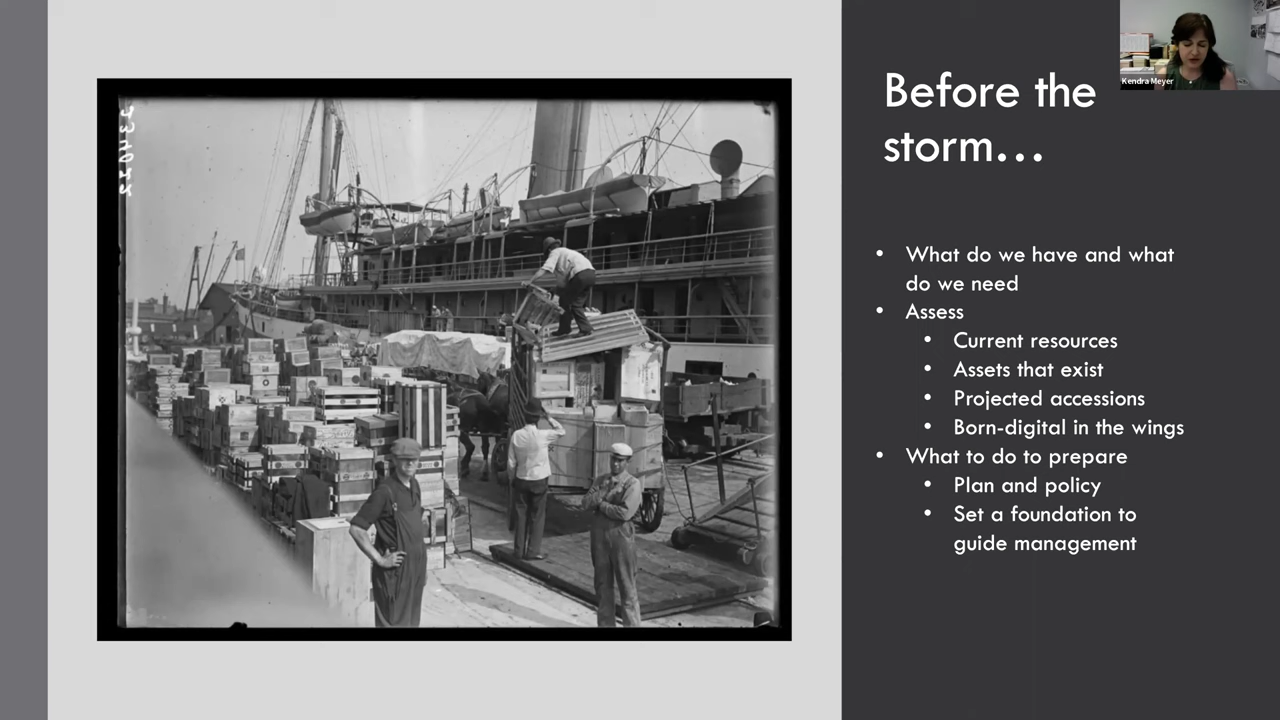 234022
Before the
storm...
Kendra Meyer
• What do we have and what
do we need
• Assess
• Current resources
• Assets that exist
• Projected accessions
• Born-digital in the wings
• What to do to prepare
• Plan and policy
• Set a foundation to
guide management